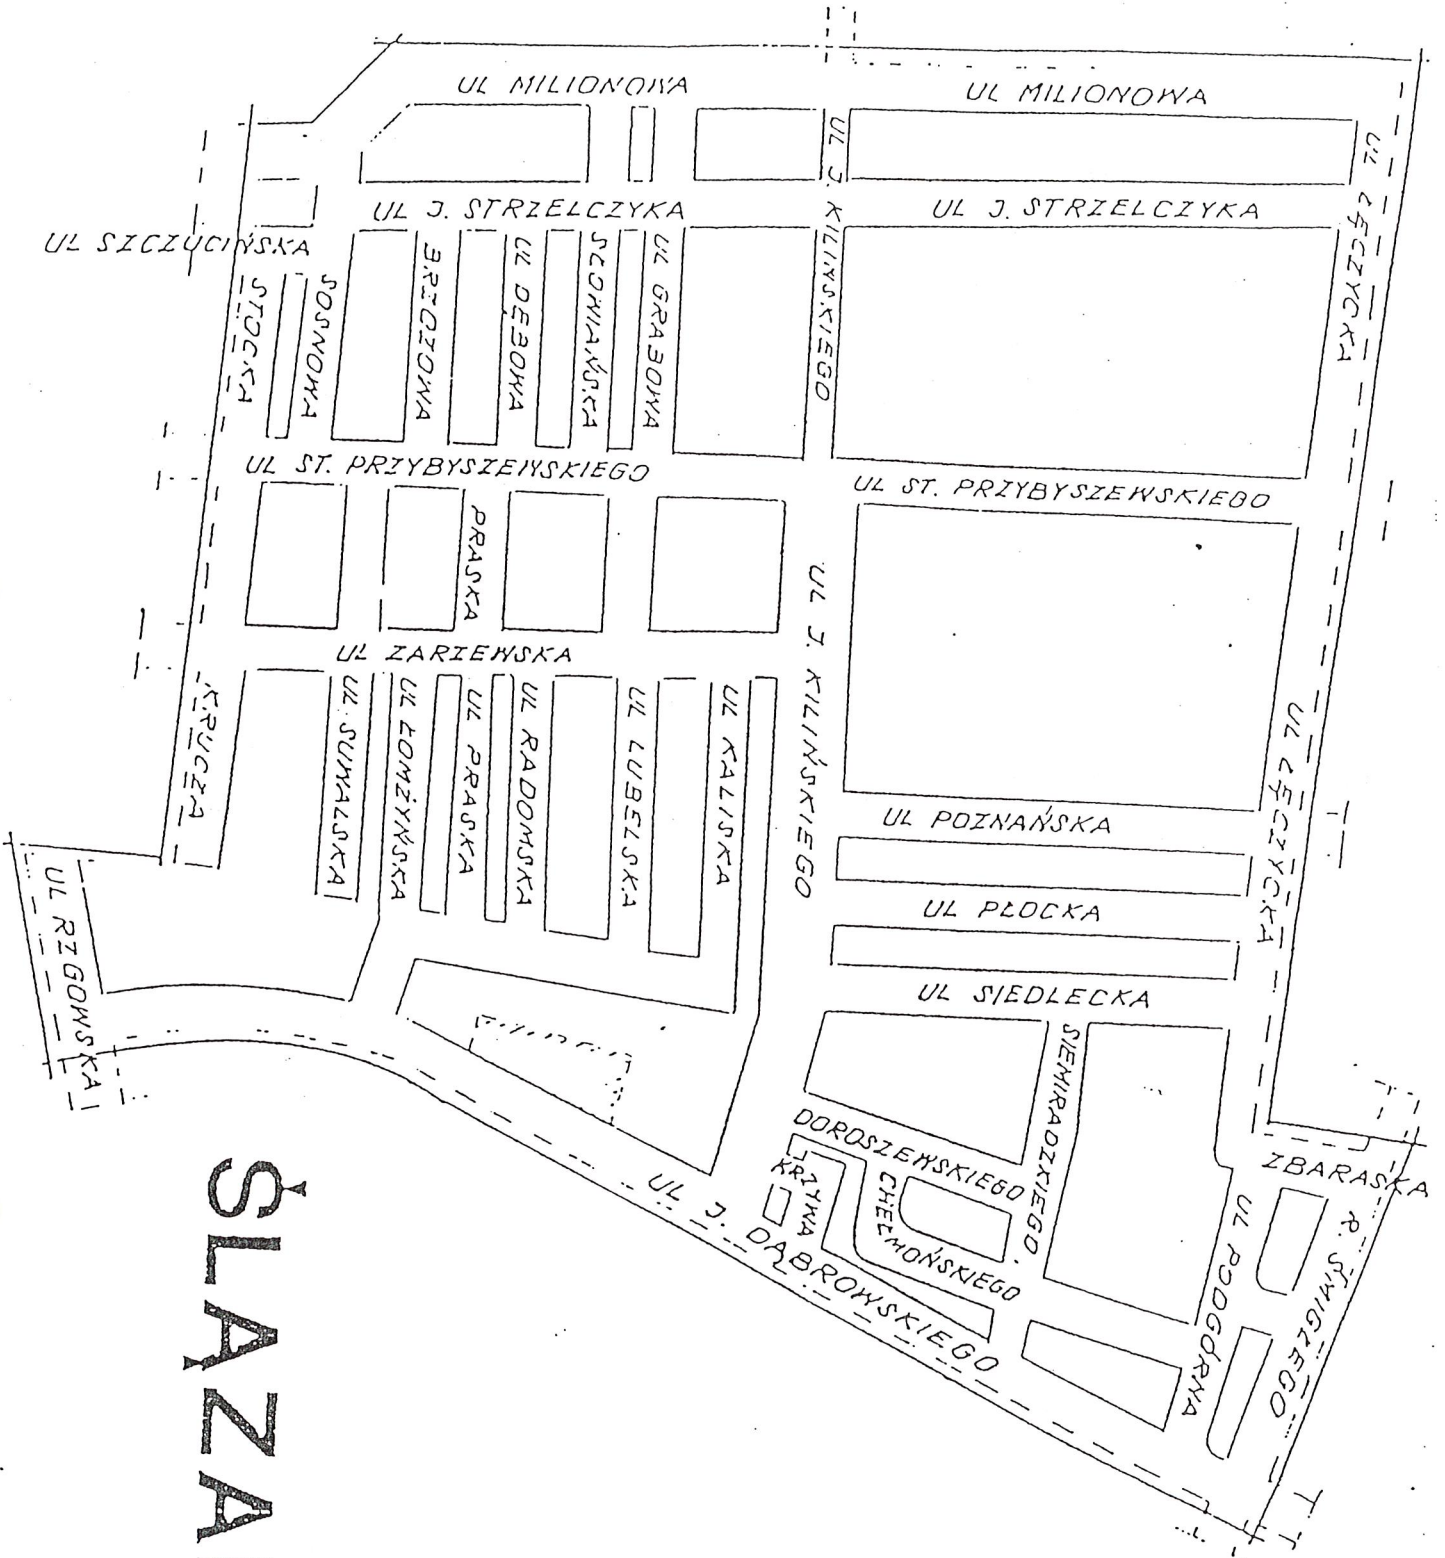 UL MILIONOWA
UL MILIONOWA
UL J. KILIŃSKIEGO
UL ŁĘCZYCKA
UL J. STRZELCZYKA
UL J. STRZELCZYKA
UL SZCZUCIŃSKA
STOCKA
SOSNOWA
BRZOZOWA
UL DĘBOWA
SŁOWIAŃSKA
UL GRABOWA
UL ST. PRZYBYSZEWSKIEGO
UL ST. PRZYBYSZEWSKIEGO
PRASKA
UL J. KILIŃSKIEGO
UL ZARZEWSKA
KRUCZA
UL SUWALSKA
UL ŁOMŻYŃSKA
UL PRASKA
UL RADOMSKA
UL LUBELSKA
UL KALISKA
UL ŁĘCZYCKA
UL POZNAŃSKA
UL PŁOCKA
UL SIEDLECKA
UL RZGOWSKA
SIEMIRADZKIEGO
DOROSZEWSKIEGO
KRZYWA
CHEŁMOŃSKIEGO
ZBARASKA
UL PODGÓRNA
R. ŚMIGŁEGO
UL J. DĄBROWSKIEGO
ŚLĄZA